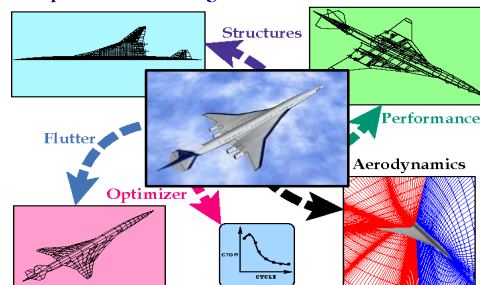 Structures
Performance
Flutter
Aerodynamics
Optimizer
CYCLE